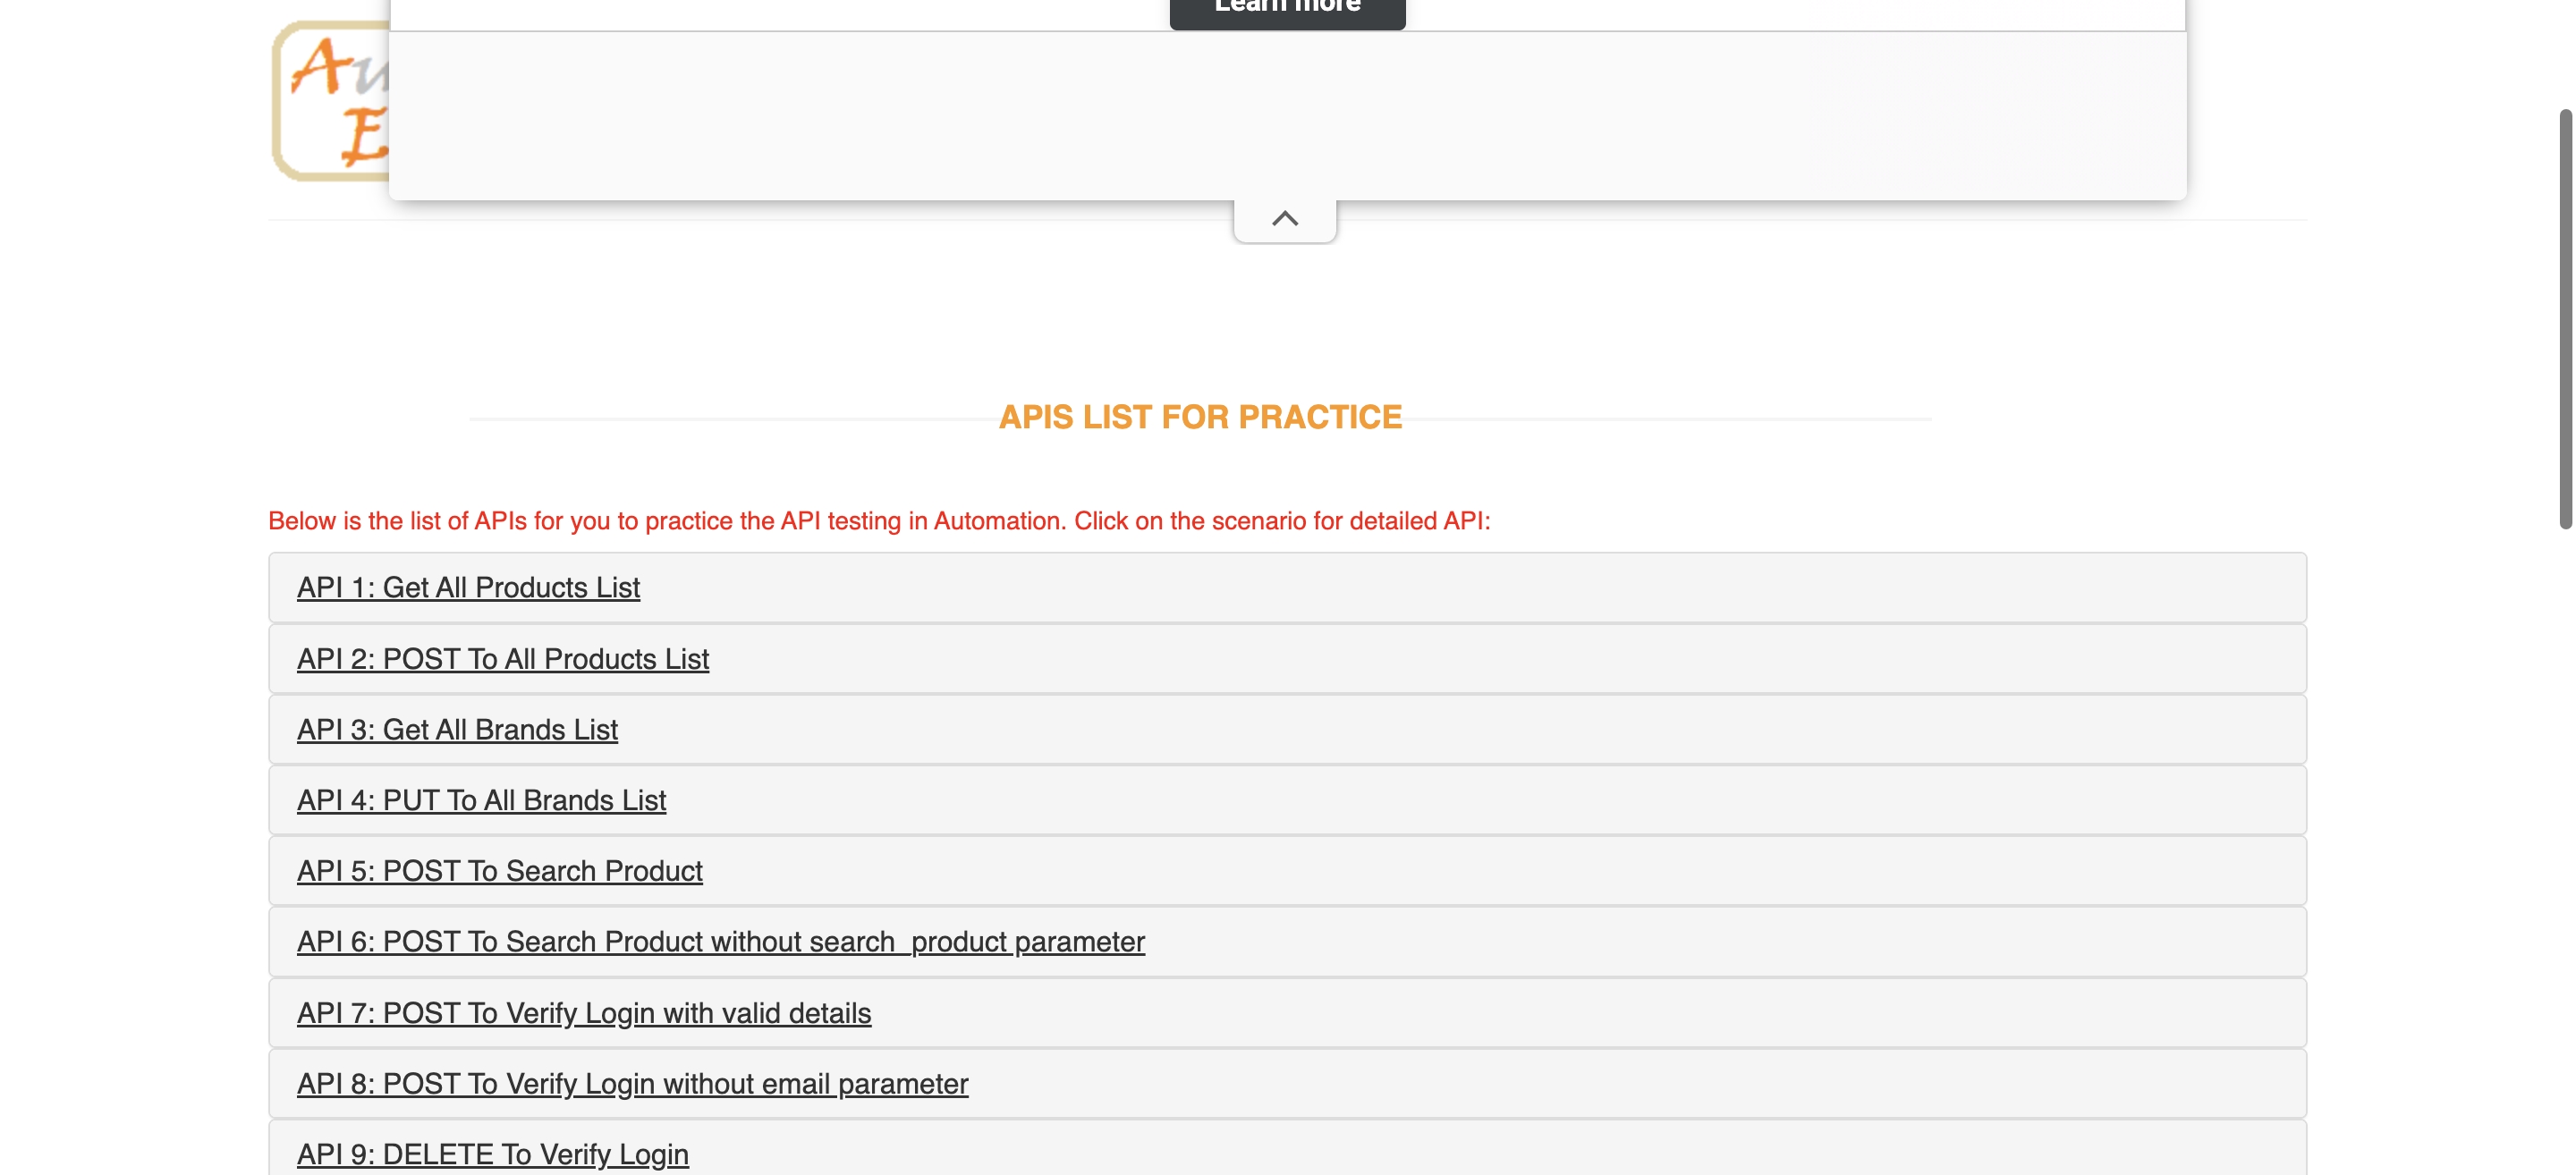 Learn more
Au
E
APIS LIST FOR PRACTICE
Below is the list of APIs for you to practice the API testing in Automation. Click on the scenario for detailed API:
API 1: Get All Products List
API 2: POST To All Products List
API 3: Get All Brands List
API 4: PUT To All Brands List
API 5: POST To Search Product
API 6: POST To Search Product without search_product parameter
API 7: POST To Verify Login with valid details
API 8: POST To Verify Login without email parameter
API 9: DELETE To Verify Login